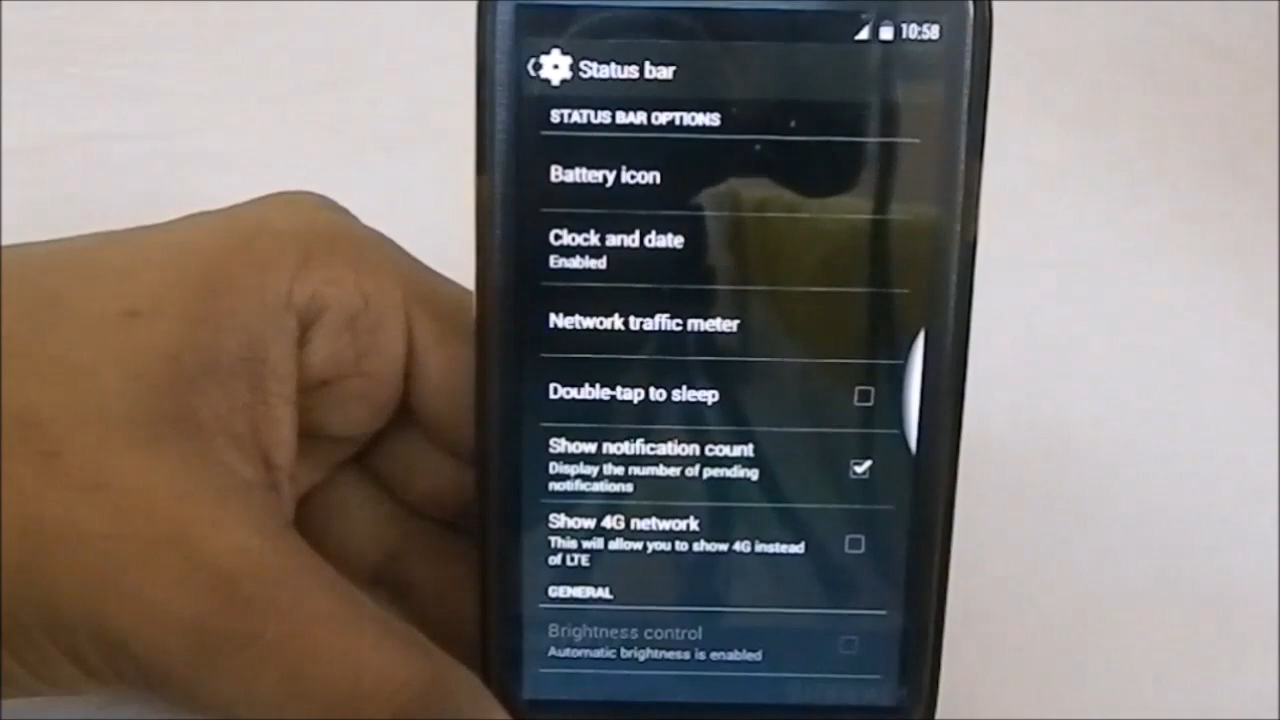 10:58
Status bar
STATUS BAR OPTIONS
Battery icon
Clock and date
Enabled
Network traffic meter
Double-tap to sleep
Show notification count
Display the number of pending
notifications
Show 4G network
This will allow you to show 4G instead
of LTE
GENERAL
Brightness control
Automatic brightness is enabled